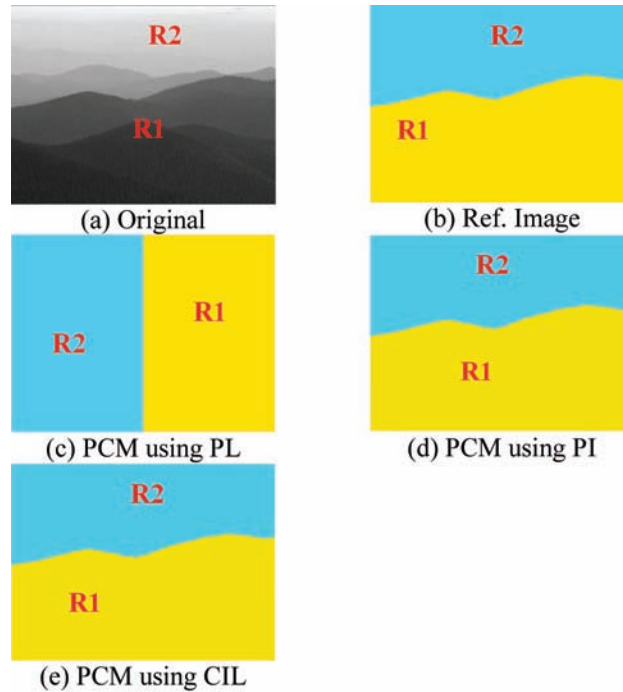 R2
R1
(a) Original
R2
R1
(b) Ref. Image
R2
R1
(c) PCM using PL
R2
R1
(d) PCM using PI
R2
R1
(e) PCM using CIL